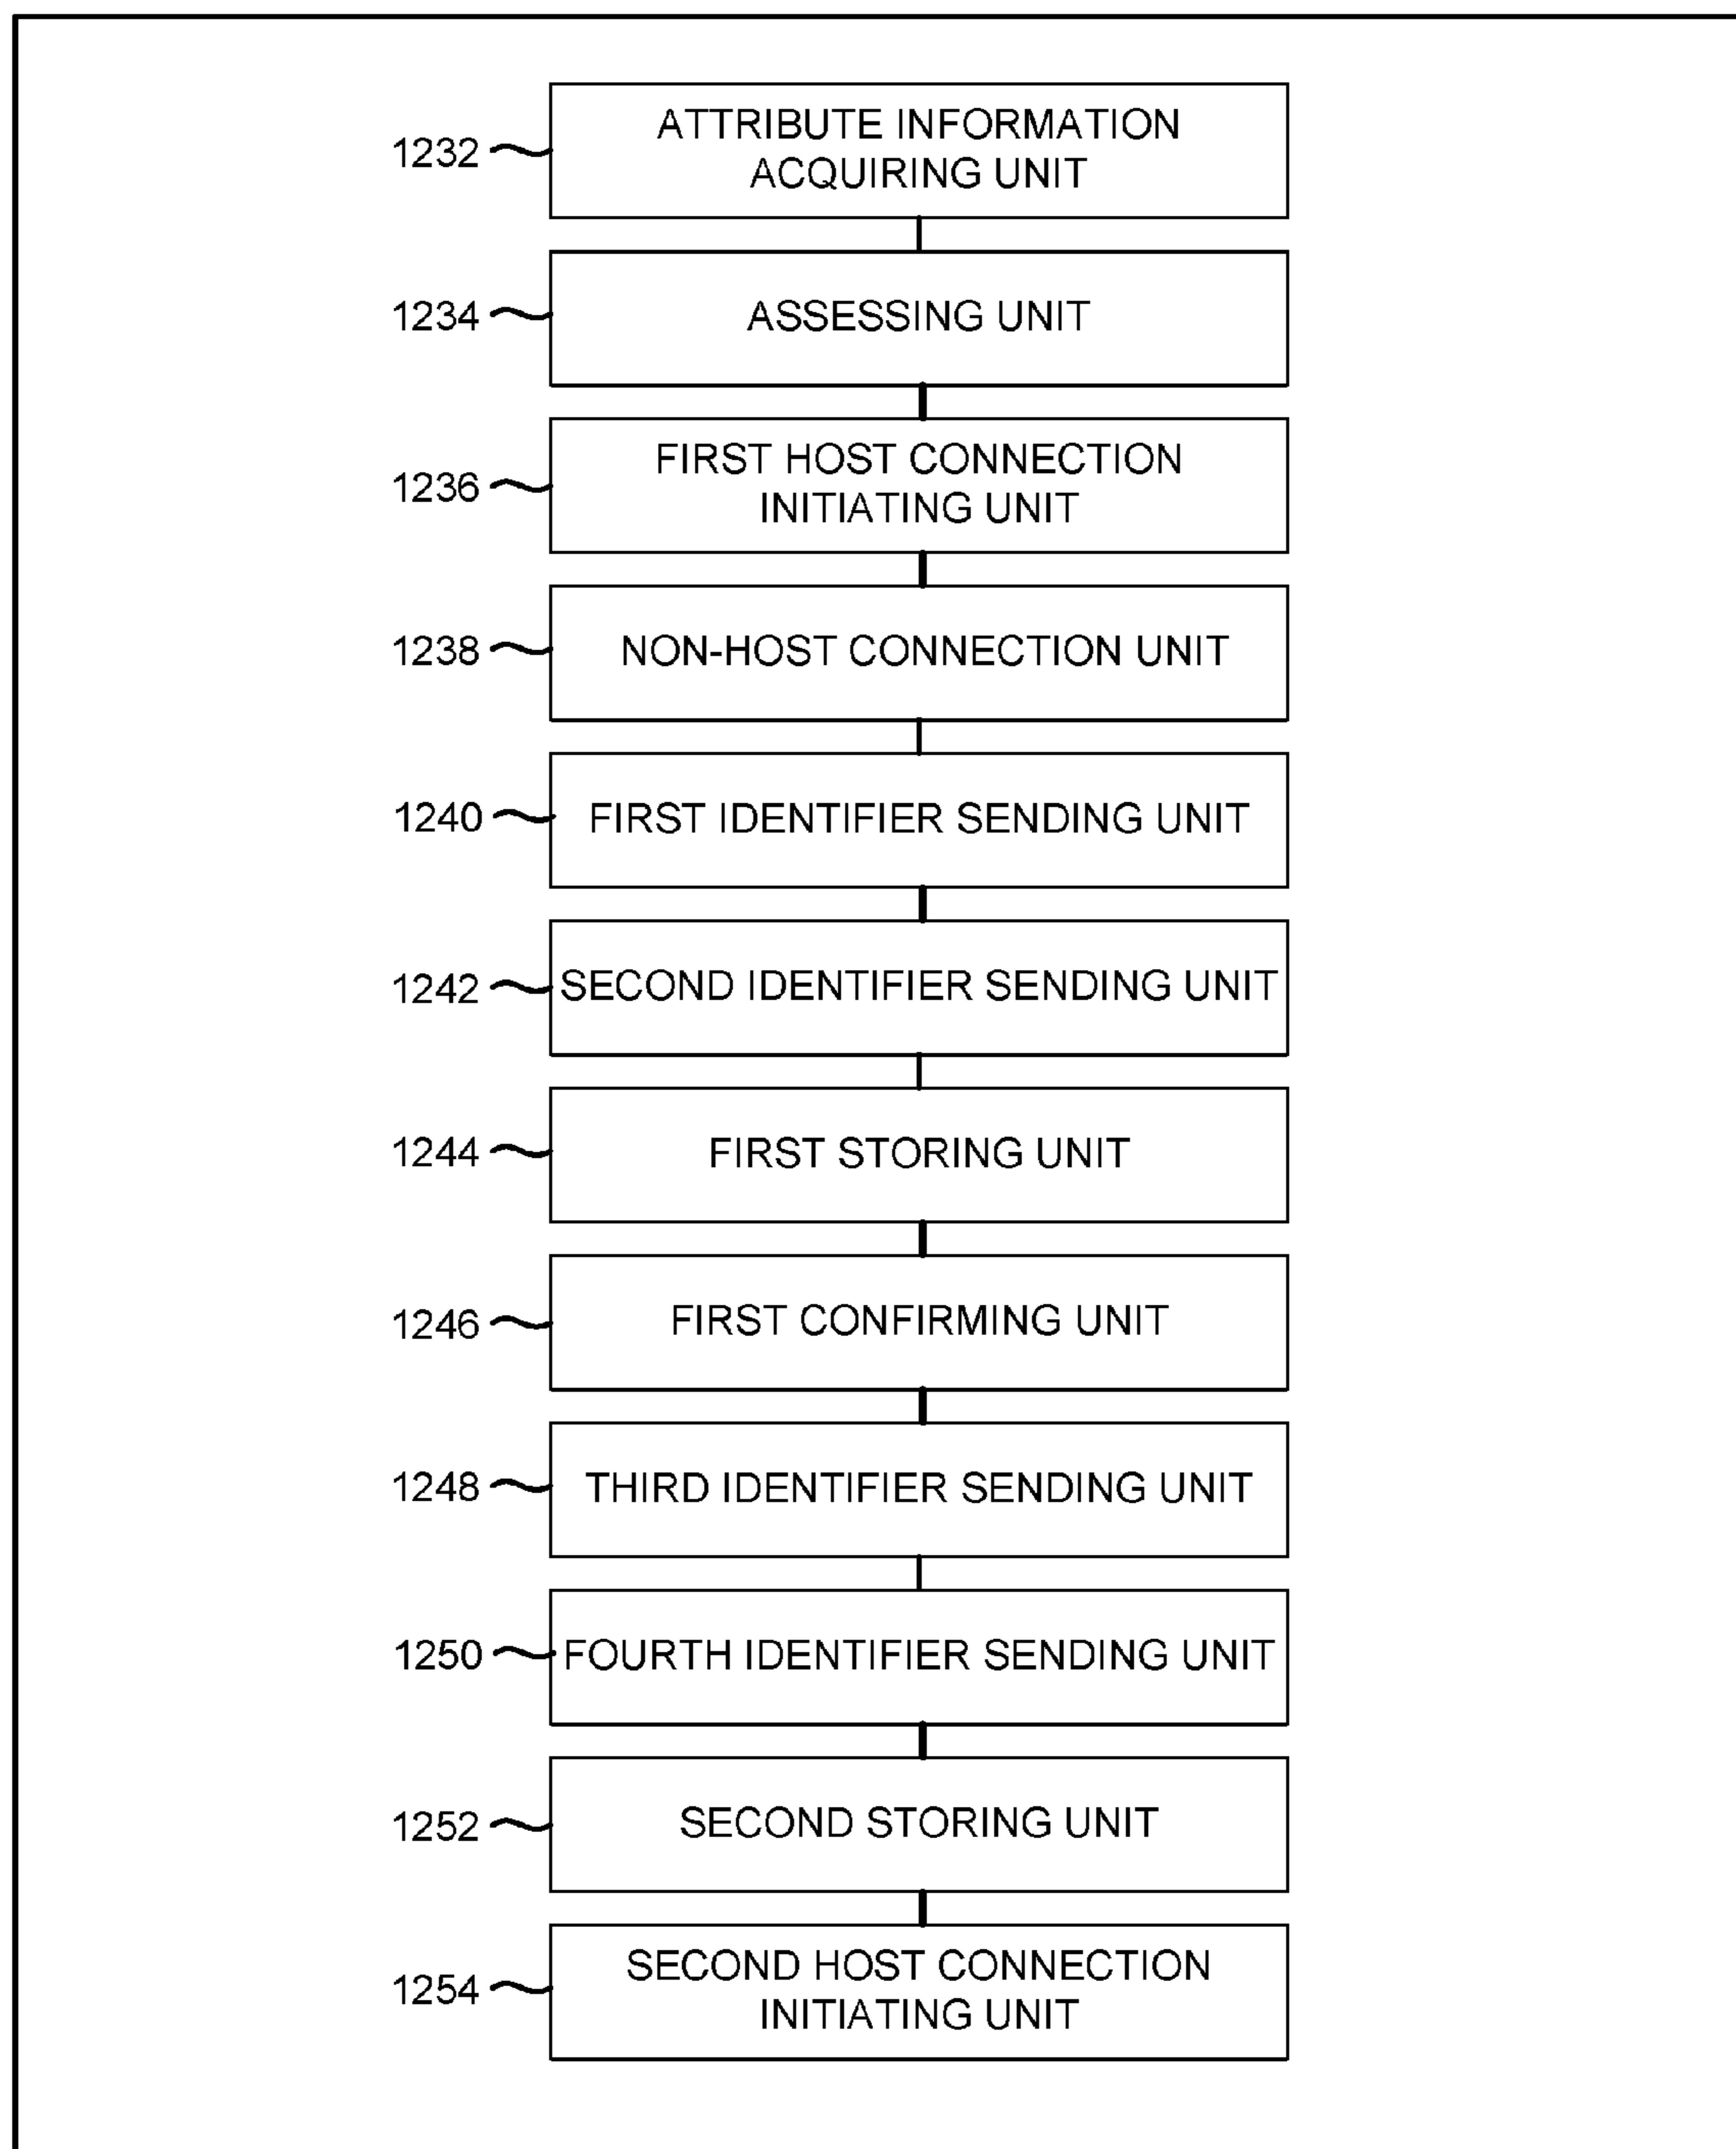 1232
ATTRIBUTE INFORMATION
ACQUIRING UNIT
1234
ASSESSING UNIT
1236
FIRST HOST CONNECTION
INITIATING UNIT
1238
NON-HOST CONNECTION UNIT
1240
FIRST IDENTIFIER SENDING UNIT
1242
SECOND IDENTIFIER SENDING UNIT
1244
FIRST STORING UNIT
1246
FIRST CONFIRMING UNIT
1248
THIRD IDENTIFIER SENDING UNIT
1250
FOURTH IDENTIFIER SENDING UNIT
1252
SECOND STORING UNIT
1254
SECOND HOST CONNECTION
INITIATING UNIT